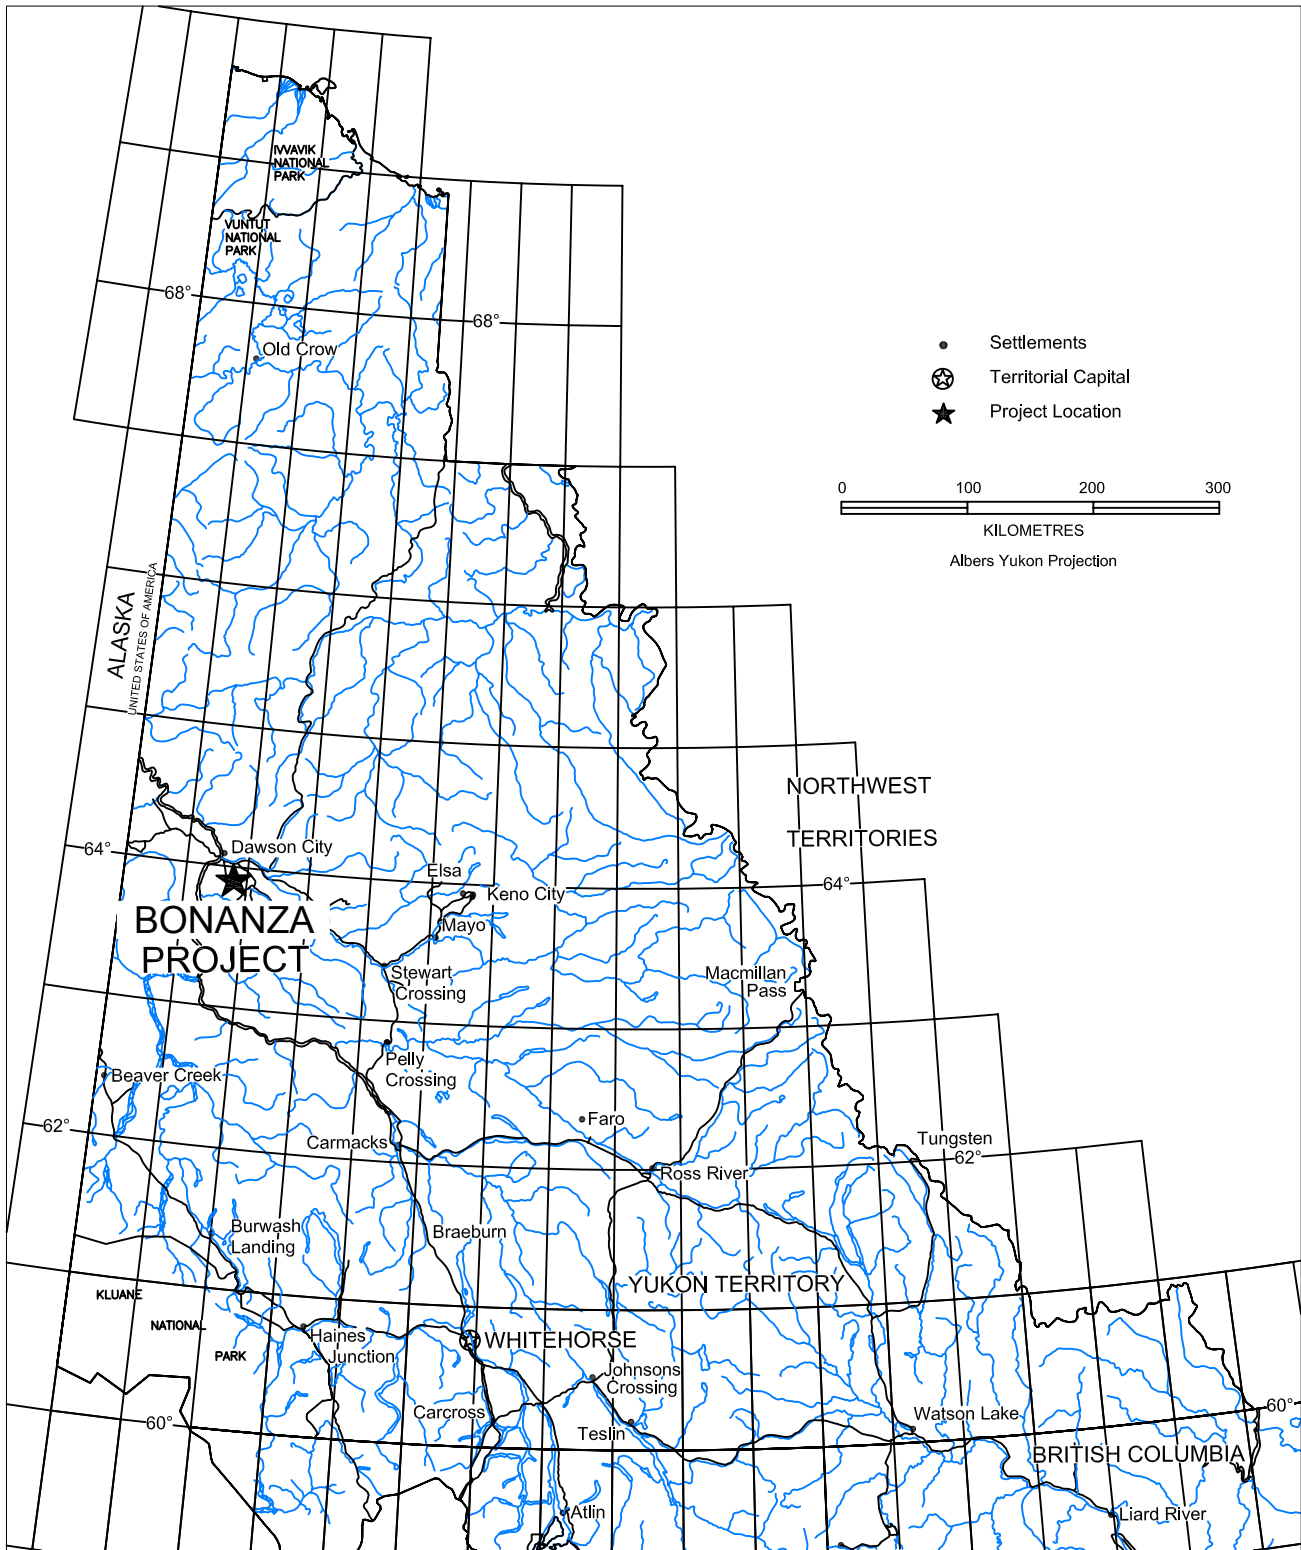 IVVAVIK
NATIONAL
PARK
VUNTUT
NATIONAL
PARK
68°
68°
Old Crow
Settlements
Territorial Capital
Project Location
0 100 200 300
KILOMETRES
Albers Yukon Projection
ALASKA
UNITED STATES OF AMERICA
NORTHWEST
TERRITORIES
64°
Dawson City
Elsa
64°
Keno City
BONANZA
PROJECT
Mayo
Stewart
Crossing
Macmillan
Pass
Pelly
Crossing
Beaver Creek
Faro
62°
Carmacks
Tungsten
62°
Ross River
Burwash
Landing
Braeburn
YUKON TERRITORY
KLUANE
NATIONAL
PARK
Haines
Junction
WHITEHORSE
Johnsons
Crossing
60°
Carcross
Teslin
Watson Lake
60°
BRITISH COLUMBIA
Atlin
Liard River